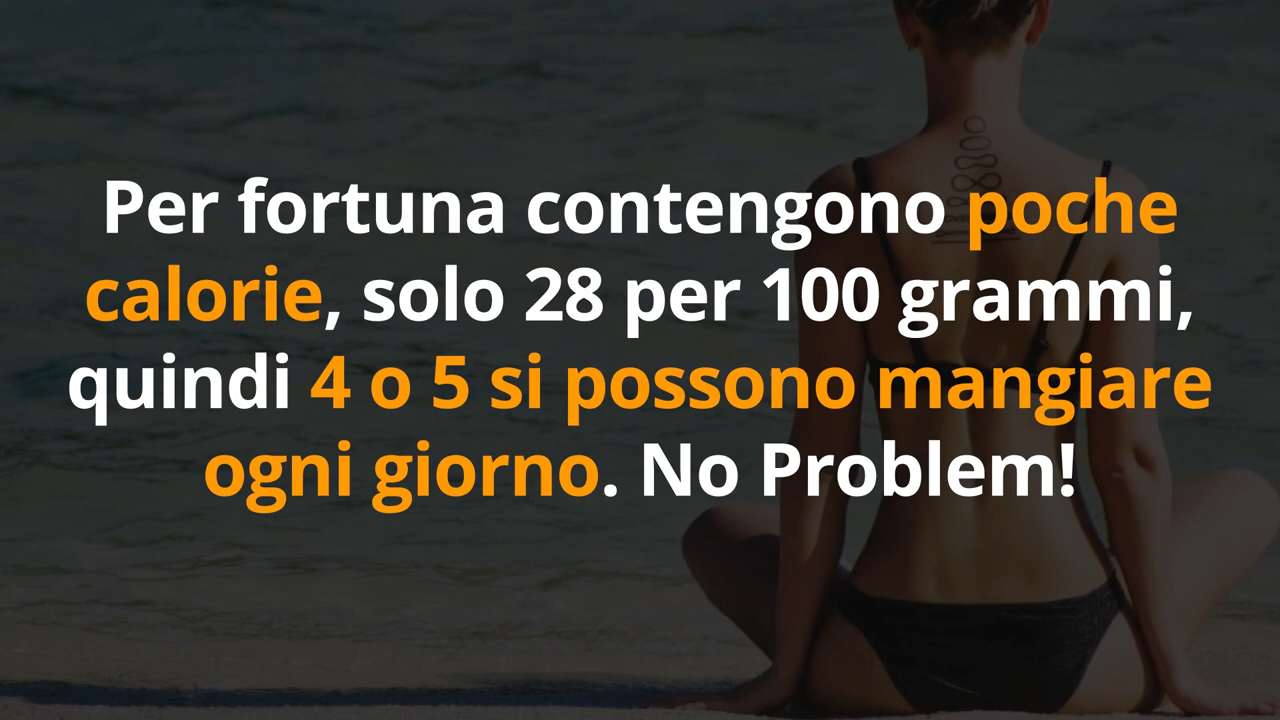 Per fortuna contengono poche
calorie, solo 28 per 100 grammi,
quindi 4 o 5 si possono mangiare
ogni giorno. No Problem!